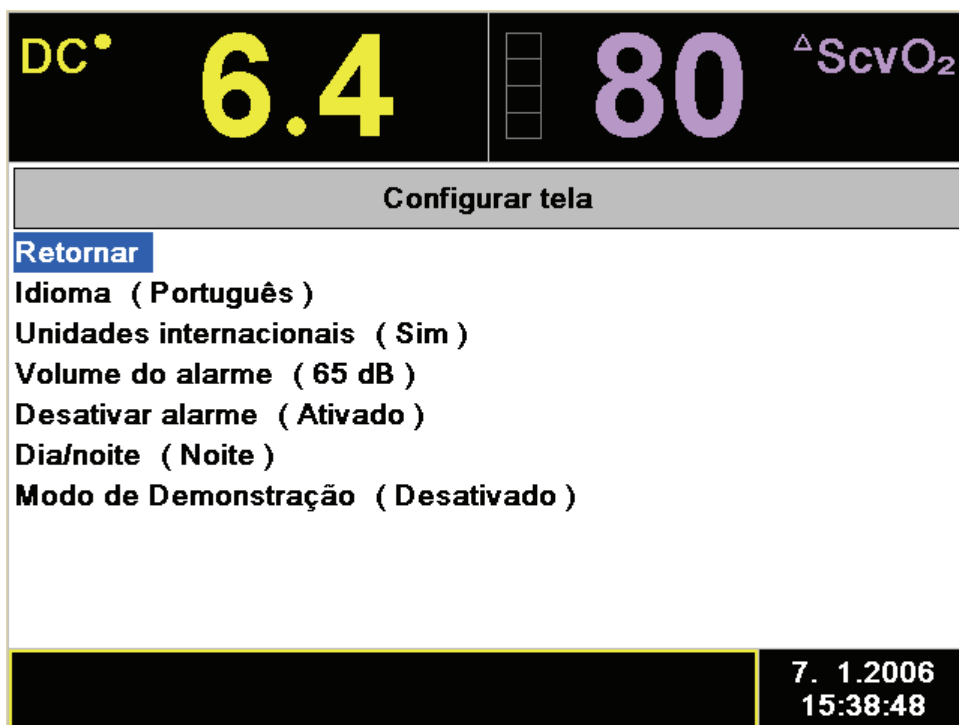 DC• 6.4 80 △ScvO₂
Configurar tela
Retornar
Idioma ( Português )
Unidades internacionais ( Sim )
Volume do alarme ( 65 dB )
Desativar alarme ( Ativado )
Dia/noite ( Noite )
Modo de Demonstração ( Desativado )
7. 1.2006
15:38:48